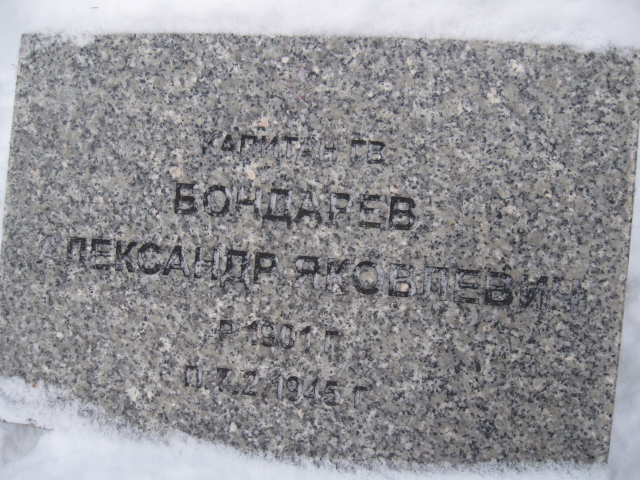 КАПИТАН ГВ
БОНДАРЕВ
АЛЕКСАНДР ЯКОВЛЕВИЧ
Р 1901 Г
П 7.2.1945 Г